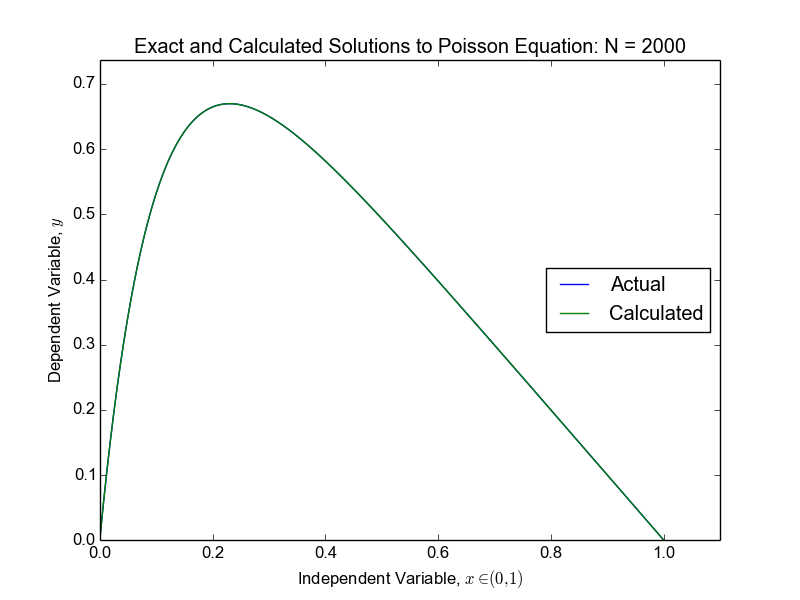 Exact and Calculated Solutions to Poisson Equation: N = 2000
0.7
0.6
0.5
0.4
0.3
0.2
0.1
0.0
Dependent Variable, y
Actual
Calculated
0.0 0.2 0.4 0.6 0.8 1.0
Independent Variable, x ∈(0,1)